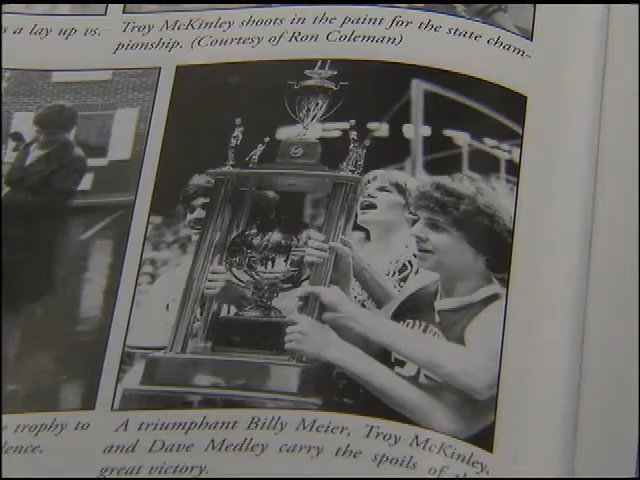 s a lay up vs.
Troy McKinley shoots in the paint for the state cham-
pionship. (Courtesy of Ron Coleman)
trophy to
lence.
A triumphant Billy Meier, Troy McKinley,
and Dave Medley carry the spoils of
great victory.